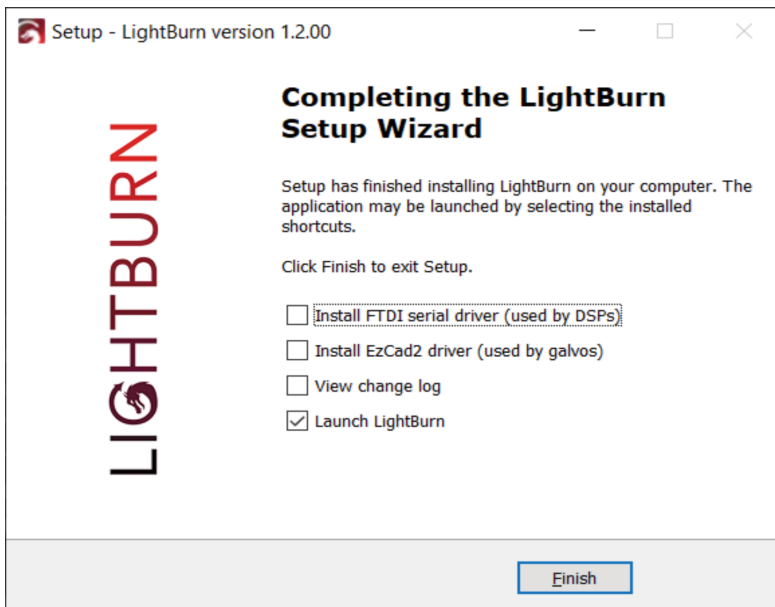 Setup - LightBurn version 1.2.00
LIGHTBURN
Completing the LightBurn
Setup Wizard
Setup has finished installing LightBurn on your computer. The
application may be launched by selecting the installed
shortcuts.
Click Finish to exit Setup.
Install FTDI serial driver (used by DSPs)
Install EzCad2 driver (used by galvos)
View change log
Launch LightBurn
Finish